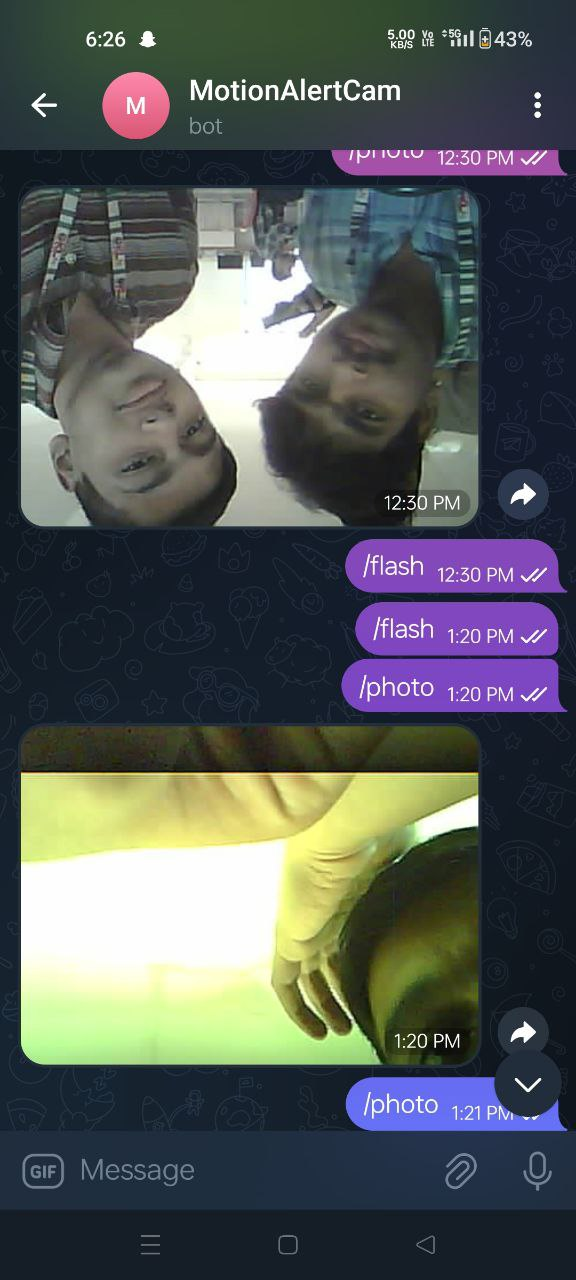 6:26
5.00 KB/S Vo LTE 5G 43%
M
MotionAlertCam
bot
/photo 12:30 PM
12:30 PM
/flash 12:30 PM
/flash 1:20 PM
/photo 1:20 PM
1:20 PM
/photo 1:21 PM
GIF Message